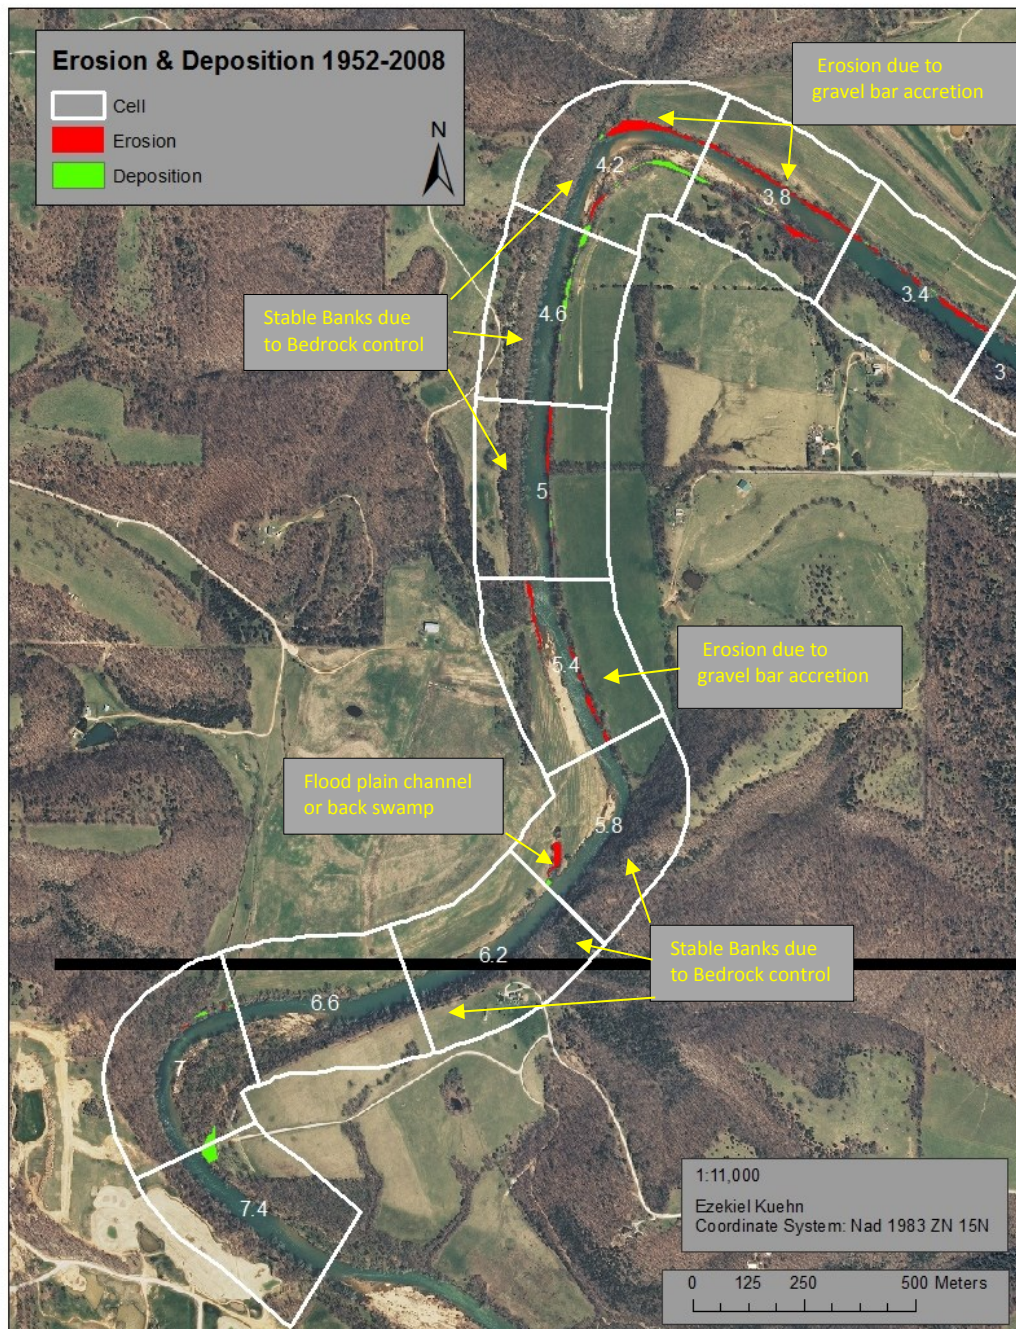 Erosion & Deposition 1952-2008
Cell
Erosion
Deposition
N
Erosion due to
gravel bar accretion
4.2
3.8
3.4
3
Stable Banks due
to Bedrock control
4.6
5
5.4
Erosion due to
gravel bar accretion
Flood plain channel
or back swamp
5.8
6.2
Stable Banks due
to Bedrock control
6.6
7
7.4
1:11,000
Ezekiel Kuehn
Coordinate System: Nad 1983 ZN 15N
0 125 250 500 Meters